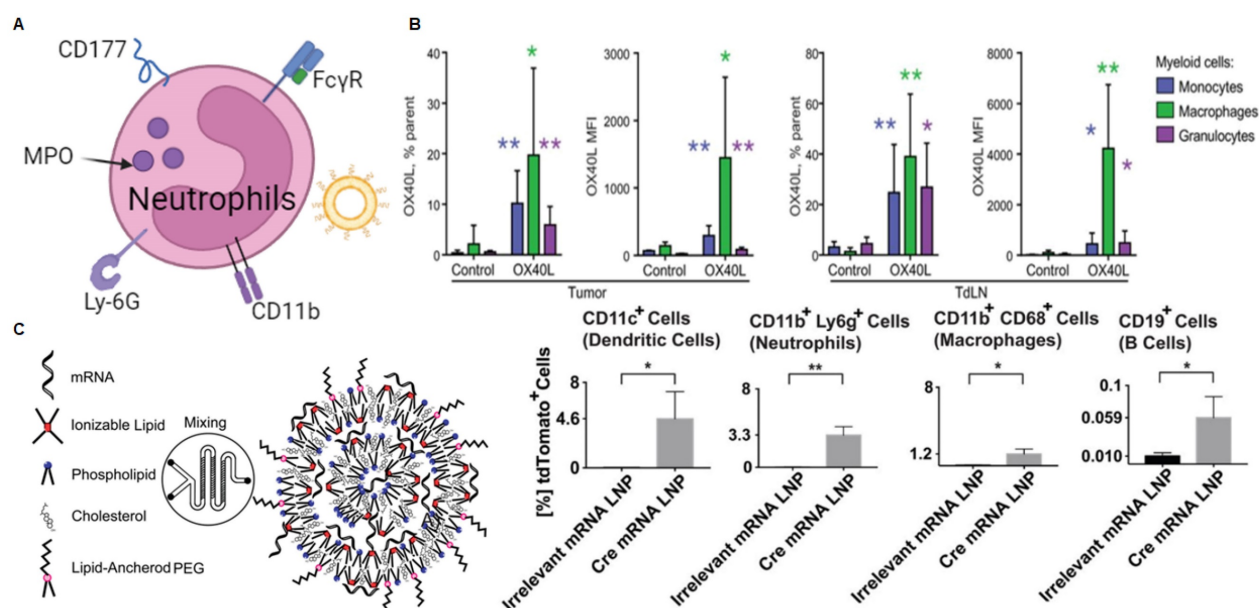 A
CD177
FcγR
MPO
Neutrophils
Ly-6G
CD11b
B
OX40L, % parent
40
30
20
10
0
Control
OX40L
OX40L MFI
3000
2000
1000
0
Control
OX40L
Tumor
OX40L, % parent
80
60
40
20
0
Control
OX40L
OX40L MFI
8000
6000
4000
2000
0
Control
OX40L
TdLN
* ** **
* ** **
** ** *
** * *
Myeloid cells:
Monocytes
Macrophages
Granulocytes
C
mRNA
Ionizable Lipid
Phospholipid
Cholesterol
Lipid-Ancherod PEG
Mixing
[%] tdTomato+Cells
CD11c+ Cells
(Dendritic Cells)
*
8
4.6
0
Irrelevant mRNA LNP
Cre mRNA LNP
CD11b+ Ly6g+ Cells
(Neutrophils)
**
8
3.3
0
Irrelevant mRNA LNP
Cre mRNA LNP
CD11b+ CD68+ Cells
(Macrophages)
*
8
1.2
Irrelevant mRNA LNP
Cre mRNA LNP
CD19+ Cells
(B Cells)
*
0.1
0.059
0.010
Irrelevant mRNA LNP
Cre mRNA LNP